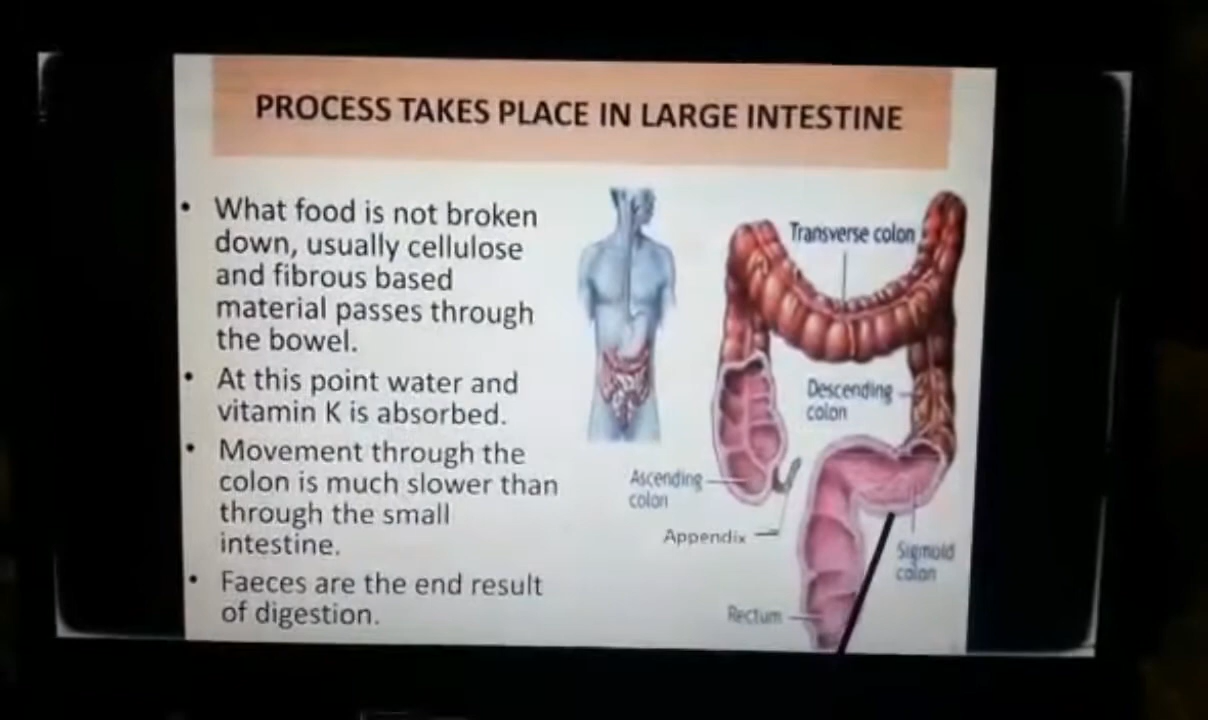 PROCESS TAKES PLACE IN LARGE INTESTINE
• What food is not broken
down, usually cellulose
and fibrous based
material passes through
the bowel.
• At this point water and
vitamin K is absorbed.
• Movement through the
colon is much slower than
through the small
intestine.
• Faeces are the end result
of digestion.
Transverse colon
Descending
colon
Ascending
colon
Appendix
Sigmoid
colon
Rectum